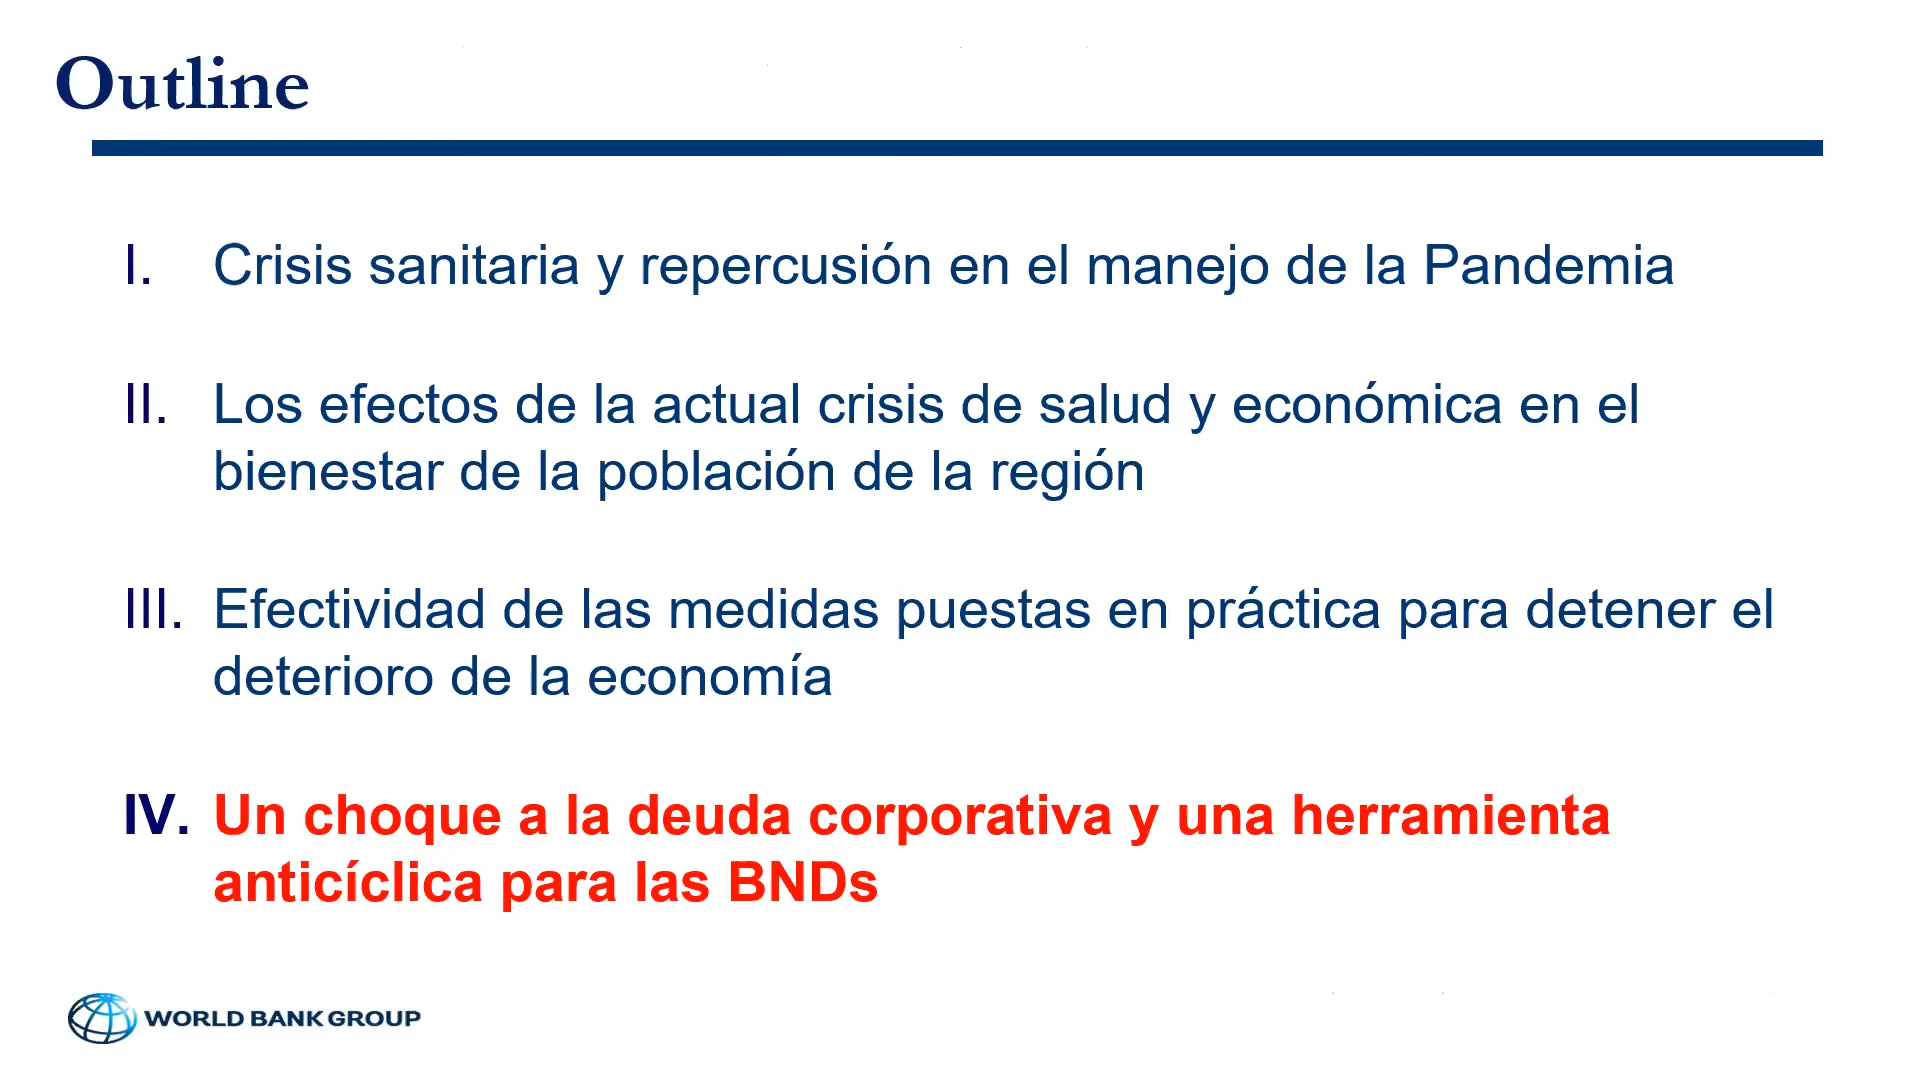 Outline
I. Crisis sanitaria y repercusión en el manejo de la Pandemia
II. Los efectos de la actual crisis de salud y económica en el
bienestar de la población de la región
III. Efectividad de las medidas puestas en práctica para detener el
deterioro de la economía
IV. Un choque a la deuda corporativa y una herramienta
anticíclica para las BNDs
WORLD BANK GROUP